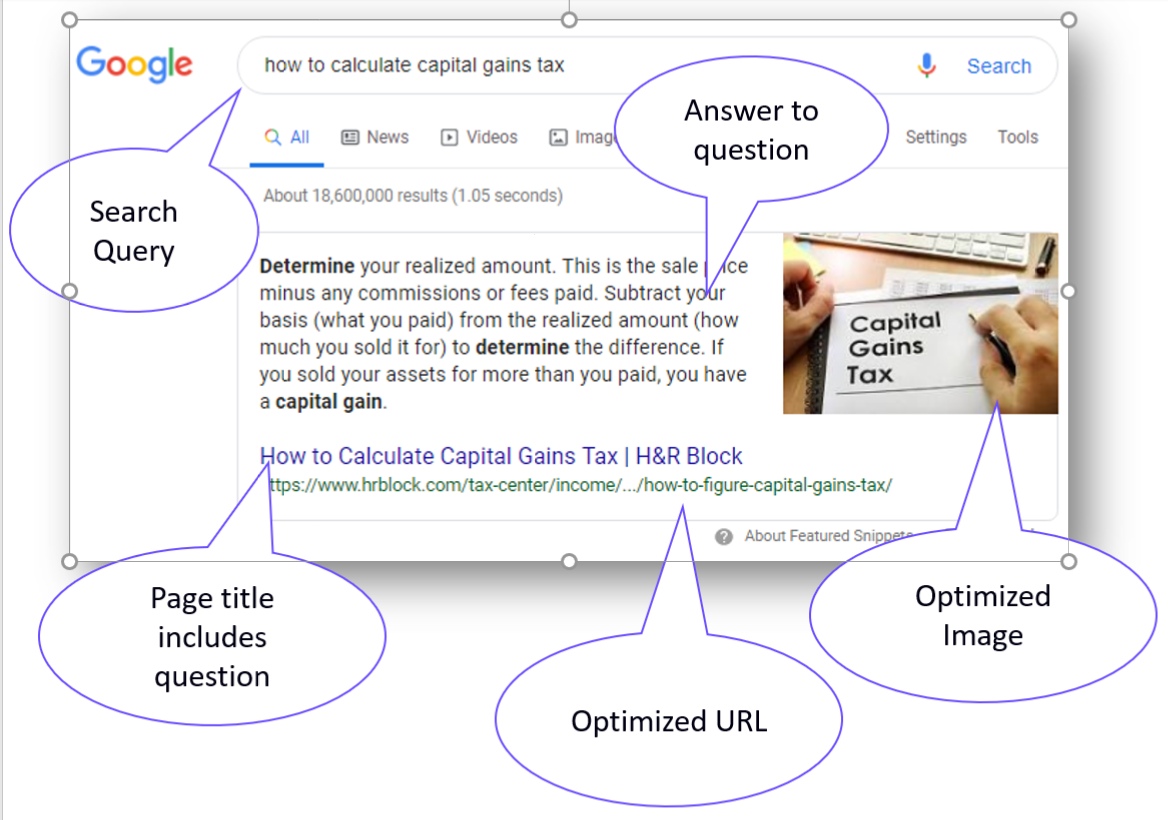 Google
how to calculate capital gains tax
Search
All
News
Videos
Settings
Tools
Answer to
question
About 18,600,000 results (1.05 seconds)
Search
Query
Determine your realized amount. This is the sale price
minus any commissions or fees paid. Subtract your
basis (what you paid) from the realized amount (how
much you sold it for) to determine the difference. If
you sold your assets for more than you paid, you have
a capital gain.
Capital
Gains
Tax
How to Calculate Capital Gains Tax | H&R Block
ttps://www.hrblock.com/tax-center/income/.../how-to-figure-capital-gains-tax/
About Featured Snippets
Page title
includes
question
Optimized URL
Optimized
Image